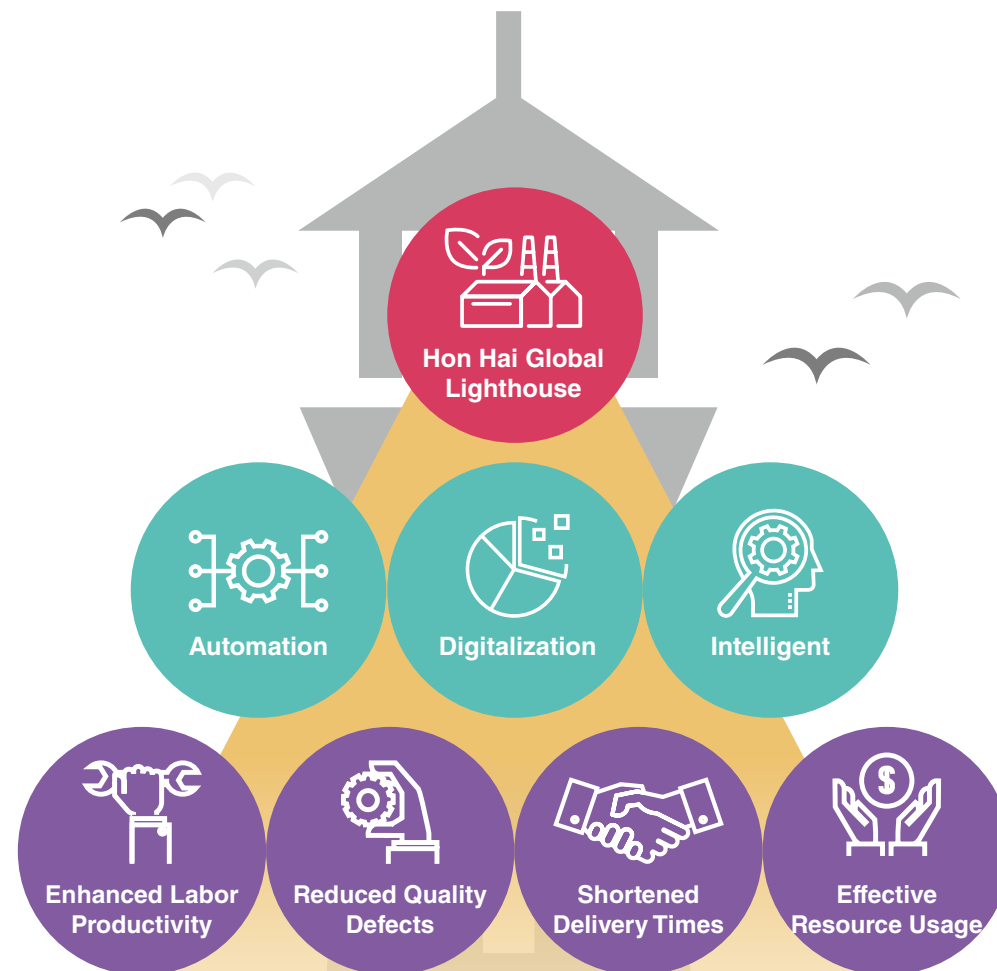 Hon Hai Global
Lighthouse
Automation
Digitalization
Intelligent
Enhanced Labor
Productivity
Reduced Quality
Defects
Shortened
Delivery Times
$
Effective
Resource Usage